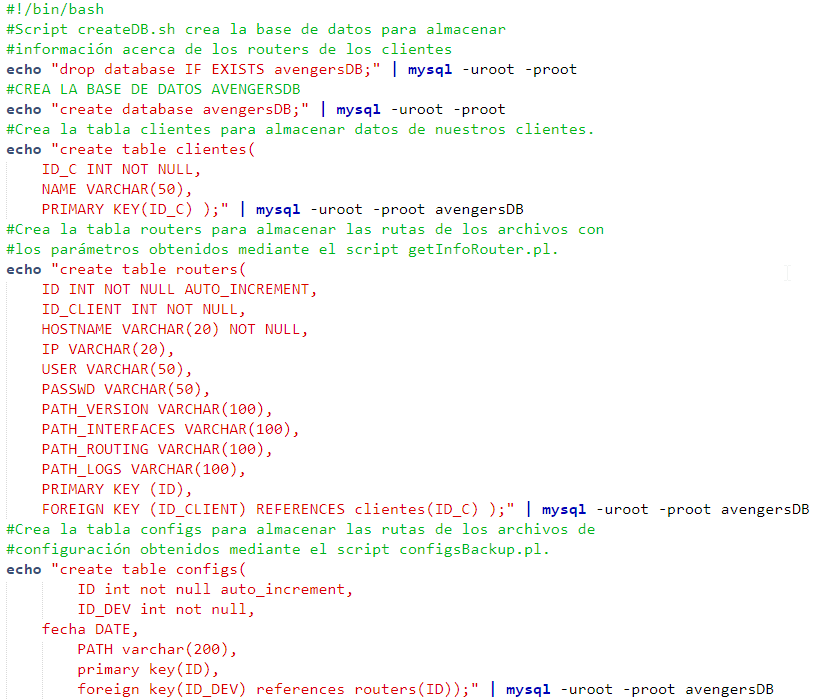 #!/bin/bash
#Script createDB.sh crea la base de datos para almacenar
#información acerca de los routers de los clientes
echo "drop database IF EXISTS avengersDB;" | mysql -uroot -proot
#CREA LA BASE DE DATOS AVENGERSDB
echo "create database avengersDB;" | mysql -uroot -proot
#Crea la tabla clientes para almacenar datos de nuestros clientes.
echo "create table clientes(
    ID_C INT NOT NULL,
    NAME VARCHAR(50),
    PRIMARY KEY(ID_C) );" | mysql -uroot -proot avengersDB
#Crea la tabla routers para almacenar las rutas de los archivos con
#los parámetros obtenidos mediante el script getInfoRouter.pl.
echo "create table routers(
    ID INT NOT NULL AUTO_INCREMENT,
    ID_CLIENT INT NOT NULL,
    HOSTNAME VARCHAR(20) NOT NULL,
    IP VARCHAR(20),
    USER VARCHAR(50),
    PASSWD VARCHAR(50),
    PATH_VERSION VARCHAR(100),
    PATH_INTERFACES VARCHAR(100),
    PATH_ROUTING VARCHAR(100),
    PATH_LOGS VARCHAR(100),
    PRIMARY KEY (ID),
    FOREIGN KEY (ID_CLIENT) REFERENCES clientes(ID_C) );" | mysql -uroot -proot avengersDB
#Crea la tabla configs para almacenar las rutas de los archivos de
#configuración obtenidos mediante el script configsBackup.pl.
echo "create table configs(
        ID int not null auto_increment,
        ID_DEV int not null,
    fecha DATE,
        PATH varchar(200),
        primary key(ID),
        foreign key(ID_DEV) references routers(ID));" | mysql -uroot -proot avengersDB